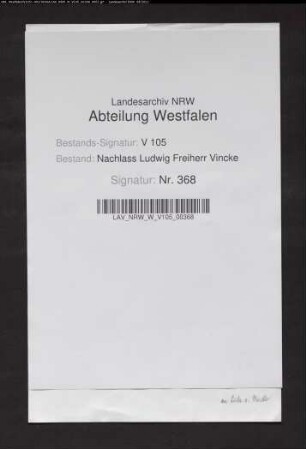 Landesarchiv NRW
Abteilung Westfalen
Bestands-Signatur: V 105
Bestand: Nachlass Ludwig Freiherr Vincke
Signatur: Nr. 368
LAV_NRW_W_V105_00368